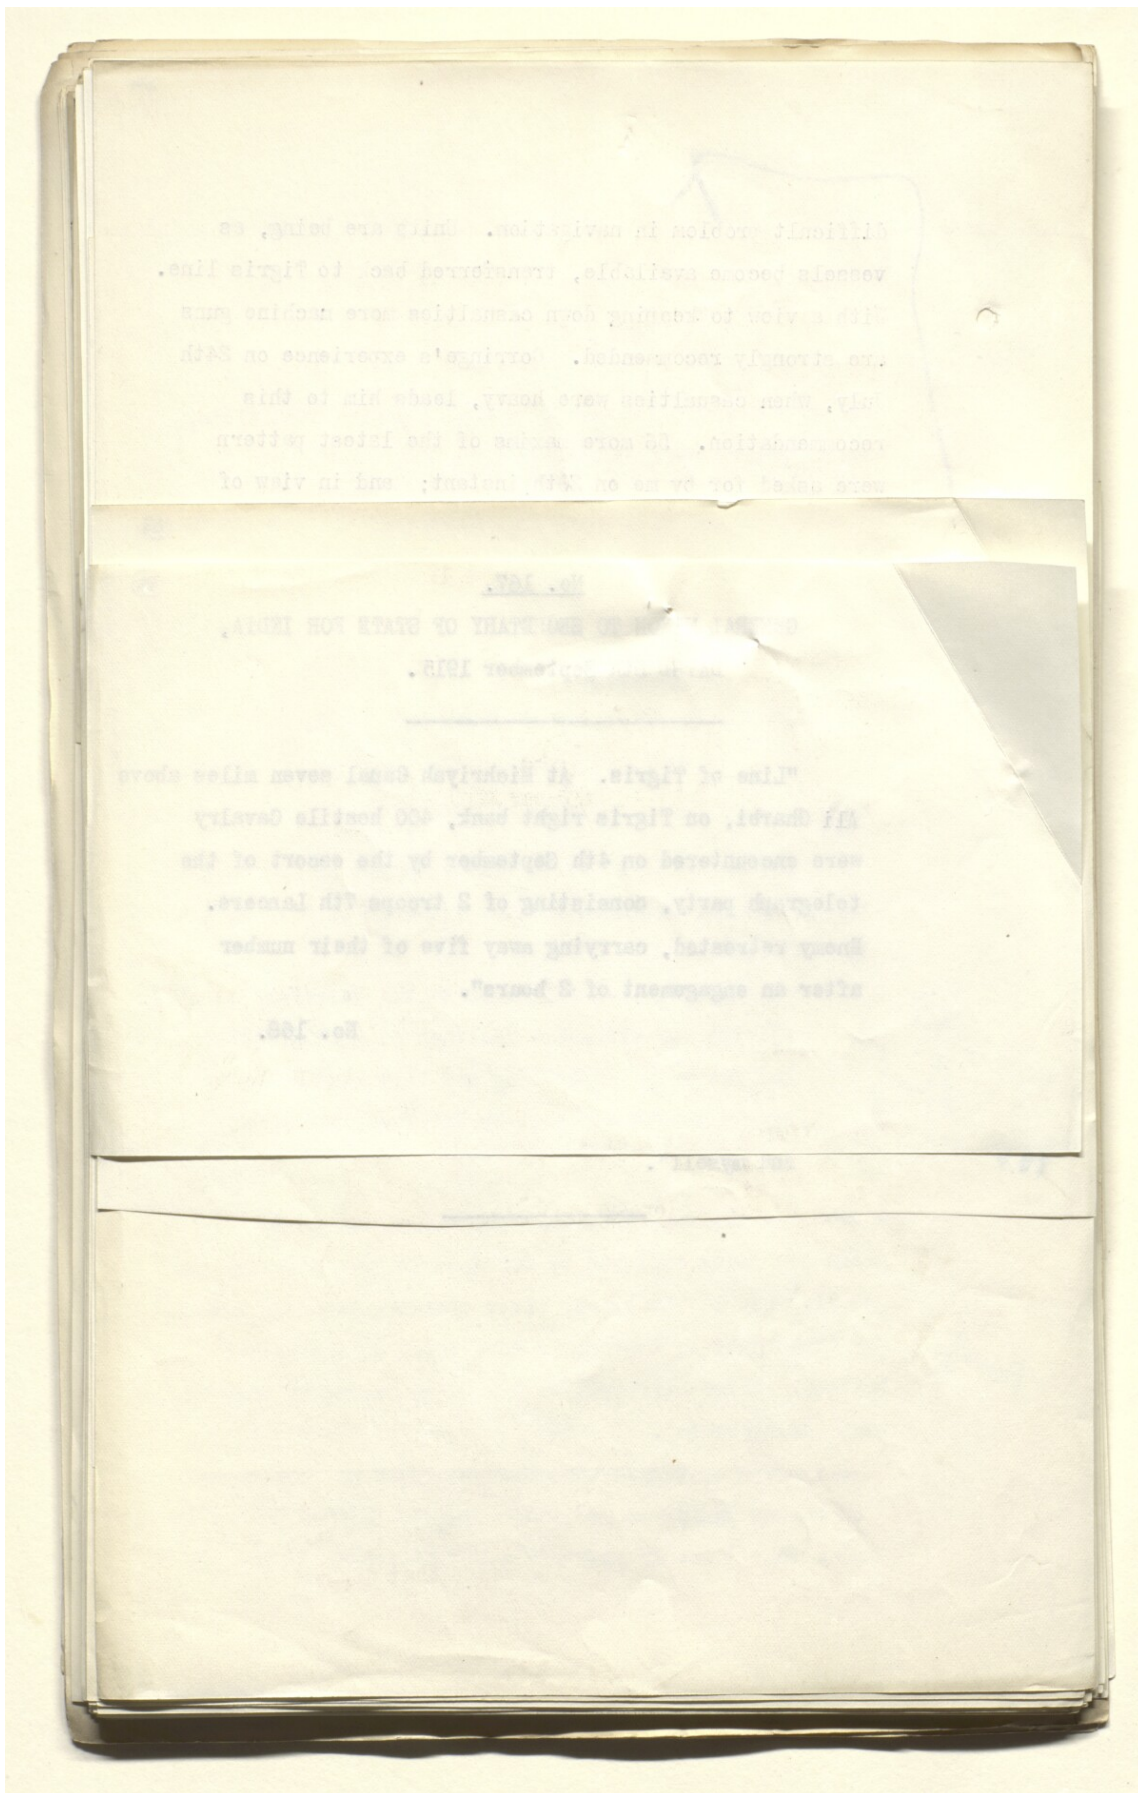 difficult problem in navigation. Units are being, as
vessels become available, transferred back to Tigris line.
With a view to keeping down casualties more machine guns
are strongly recommended. Gorringe's experience on 24th
July, when casualties were heavy, leads him to this
recommendation. more maxims of the latest pattern
were asked for by me on instant; and in view of
No. 167.
GENERAL TO SECRETARY OF STATE FOR INDIA,
September 1915.
"Line of Tigris. At Canal seven miles above
Ali Gharbi, on Tigris right bank, 400 hostile Cavalry
were encountered on 4th September by the escort of the
telegraph party, consisting of 2 troops 7th Lancers.
Enemy retreated, carrying away five of their number
after an engagement of 2 hours".
No. 168.